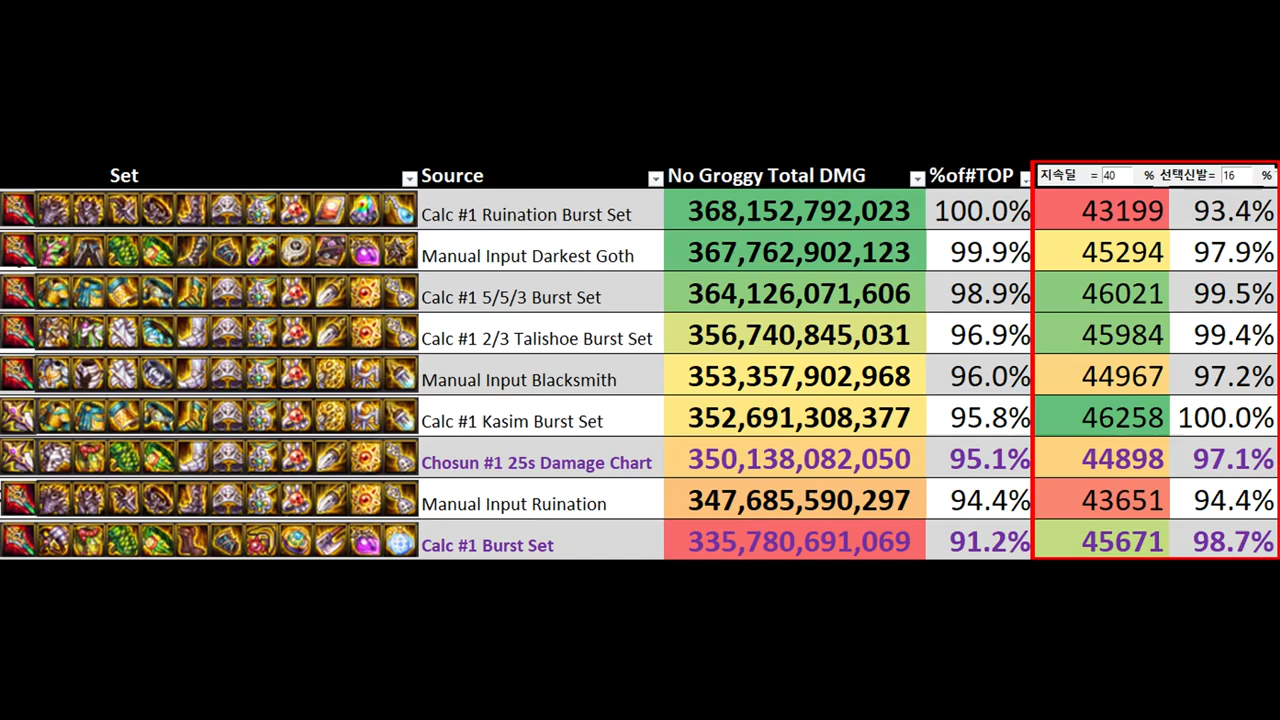 Set Source No Groggy Total DMG %of#TOP 지속딜 = 40 % 선택신발= 16 %
Calc #1 Ruination Burst Set 368,152,792,023 100.0% 43199 93.4%
Manual Input Darkest Goth 367,762,902,123 99.9% 45294 97.9%
Calc #1 5/5/3 Burst Set 364,126,071,606 98.9% 46021 99.5%
Calc #1 2/3 Talishoe Burst Set 356,740,845,031 96.9% 45984 99.4%
Manual Input Blacksmith 353,357,902,968 96.0% 44967 97.2%
Calc #1 Kasim Burst Set 352,691,308,377 95.8% 46258 100.0%
Chosun #1 25s Damage Chart 350,138,082,050 95.1% 44898 97.1%
Manual Input Ruination 347,685,590,297 94.4% 43651 94.4%
Calc #1 Burst Set 335,780,691,069 91.2% 45671 98.7%